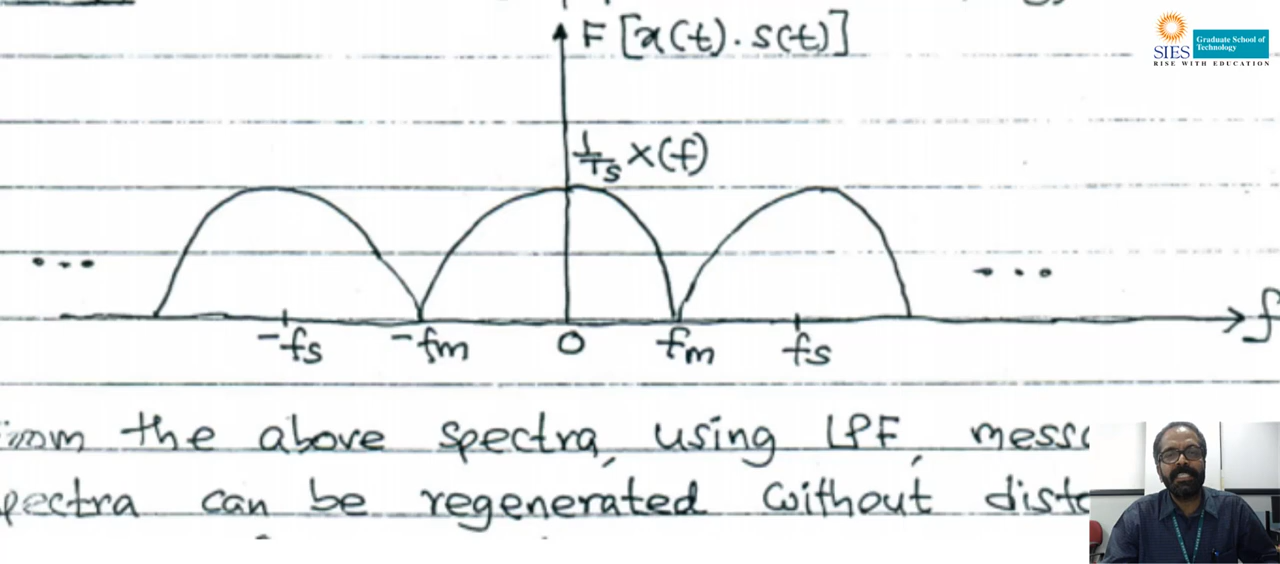 F [x(t) . s(t)]
SIES
Graduate School of
Technology
RISE WITH EDUCATION
1/Ts X(f)
...
...
-fs -fm 0 fm fs f
the above spectra, using LPF,
can be regenerated without